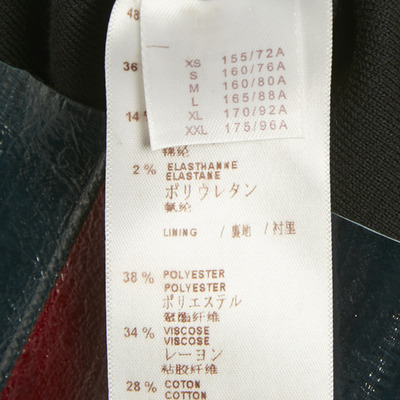 48
36
14%
XS 155/72A
S 160/76A
M 160/80A
L 165/88A
XL 170/92A
XXL 175/96A
锦纶
2 % ELASTHANNE
ELASTANE
ポリウレタン
氨纶
LINING / 裏地 / 衬里
38 % POLYESTER
POLYESTER
ポリエステル
聚酯纤维
34 % VISCOSE
VISCOSE
レーヨン
粘胶纤维
28 % COTON
COTTON